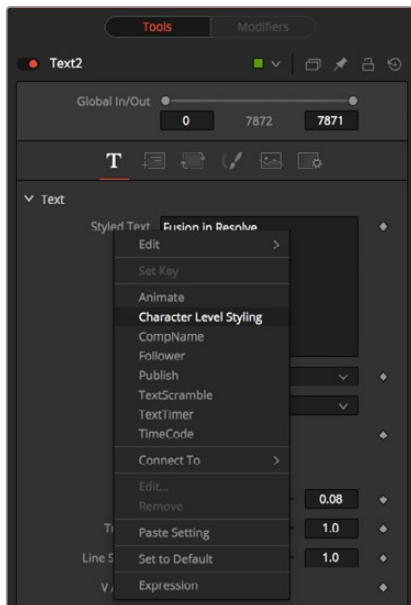 Tools Modifiers
Text2
Global In/Out
0 7872 7871
T
Text
Styled Text Fusion in Resolve
Edit
Set Key
Animate
Character Level Styling
CompName
Follower
Publish
TextScramble
TextTimer
TimeCode
Connect To
Edit...
0.08
Remove
1.0
Paste Setting
Line S
Set to Default
1.0
V
Expression